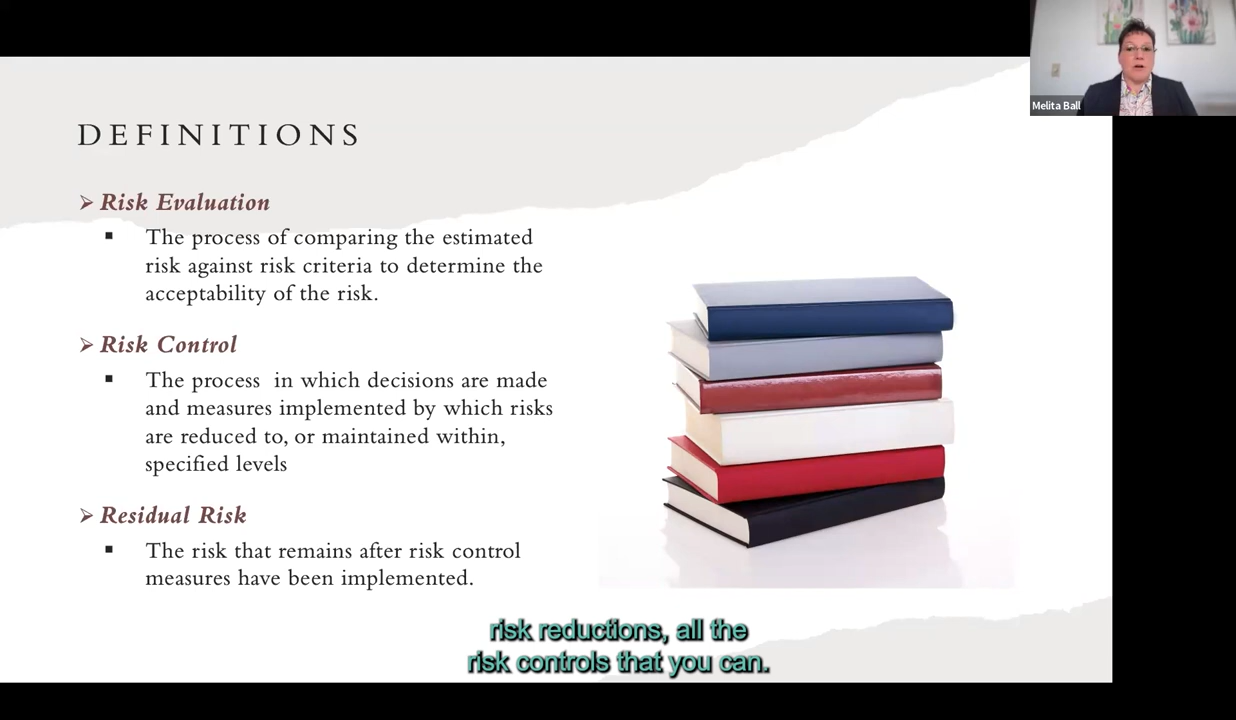 Melita Ball
DEFINITIONS
➢ Risk Evaluation
▪ The process of comparing the estimated
risk against risk criteria to determine the
acceptability of the risk.
➢ Risk Control
▪ The process in which decisions are made
and measures implemented by which risks
are reduced to, or maintained within,
specified levels
➢ Residual Risk
▪ The risk that remains after risk control
measures have been implemented.
risk reductions, all the
risk controls that you can.